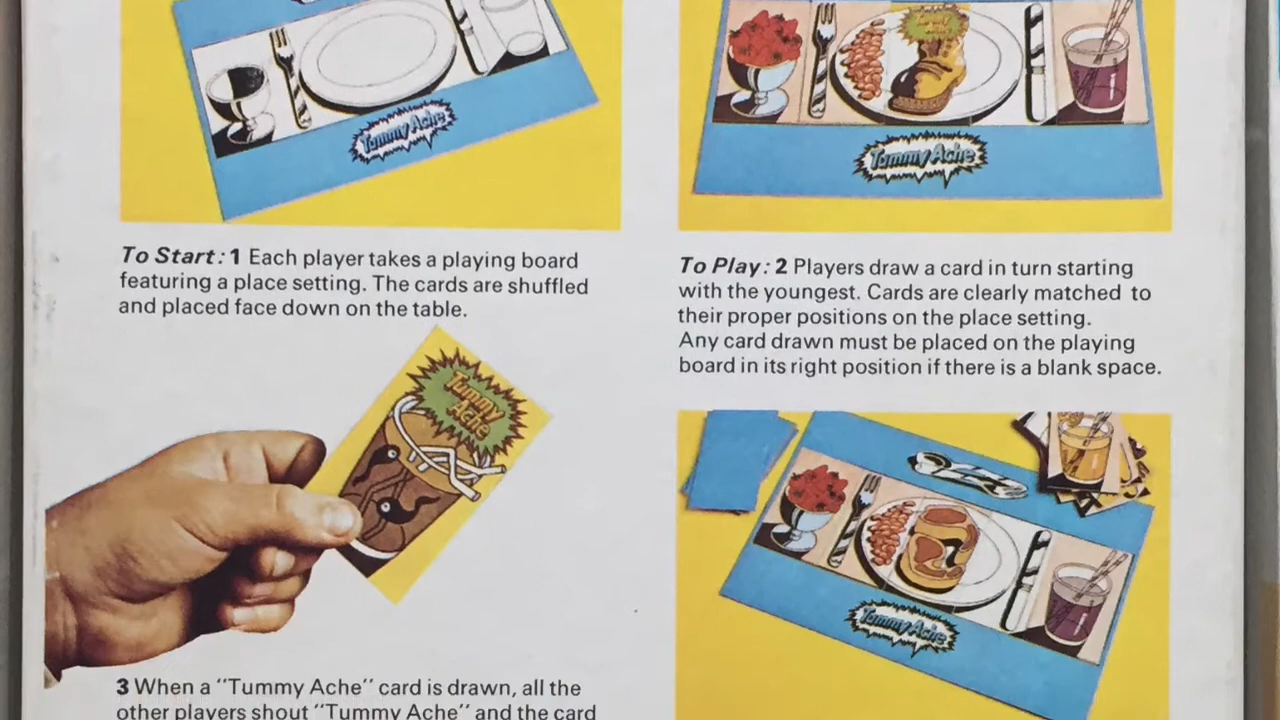 Tummy Ache
To Start: 1 Each player takes a playing board
featuring a place setting. The cards are shuffled
and placed face down on the table.
Tummy
Ache
3 When a "Tummy Ache" card is drawn, all the
other players shout "Tummy Ache" and the card
Tummy
Tummy Ache
To Play: 2 Players draw a card in turn starting
with the youngest. Cards are clearly matched to
their proper positions on the place setting.
Any card drawn must be placed on the playing
board in its right position if there is a blank space.
Tummy Ache